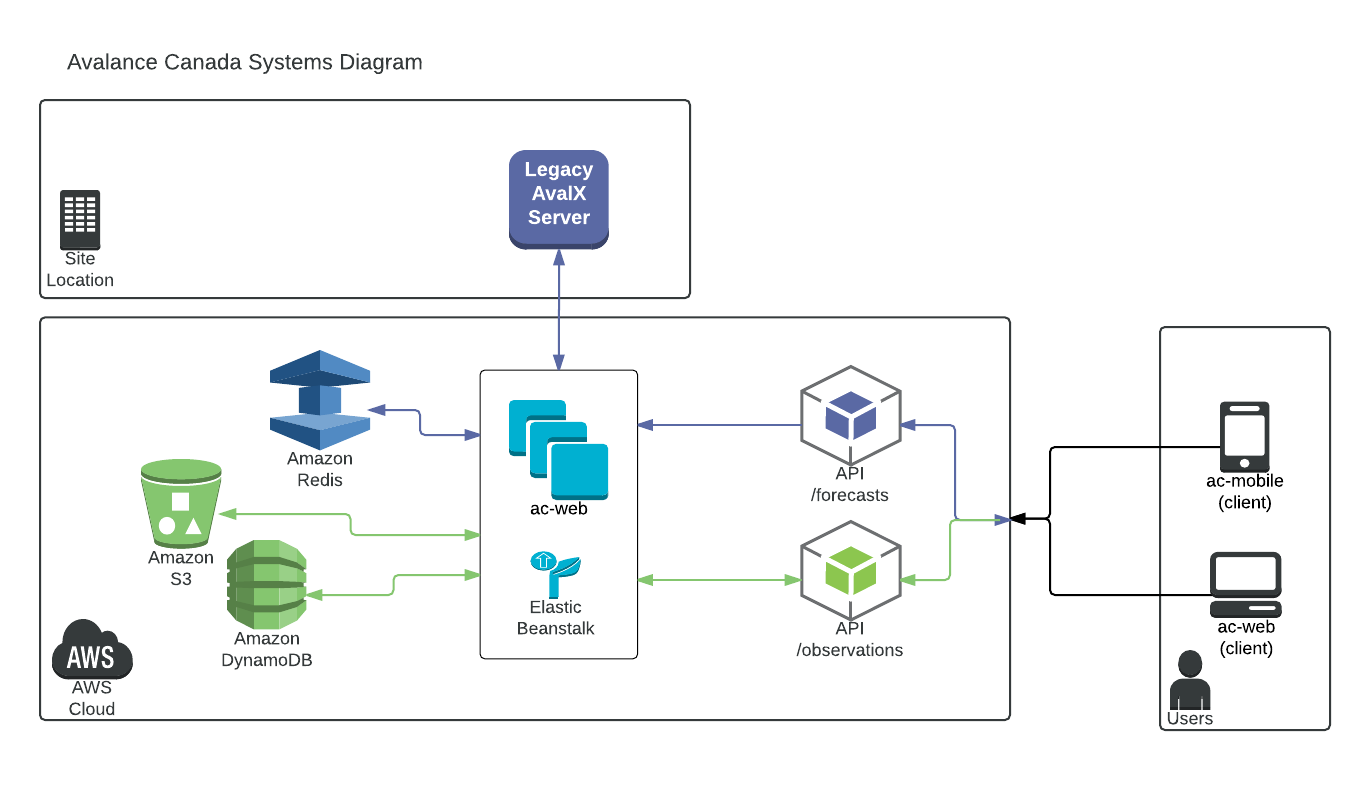 Avalance Canada Systems Diagram
Legacy
AvalX
Server
Site
Location
Amazon
Redis
Amazon
S3
Amazon
DynamoDB
AWS
AWS
Cloud
ac-web
Elastic
Beanstalk
API
/forecasts
API
/observations
ac-mobile
(client)
ac-web
(client)
Users